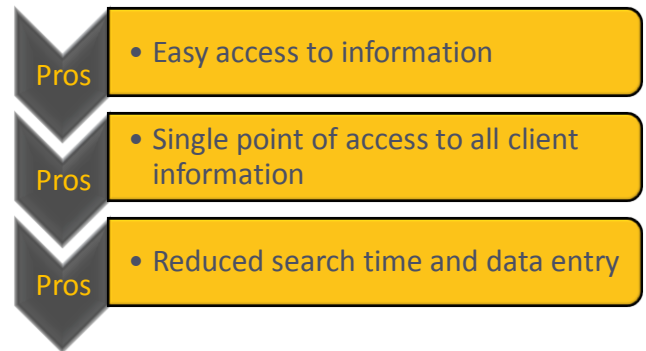 Pros
• Easy access to information
Pros
• Single point of access to all client
information
Pros
• Reduced search time and data entry